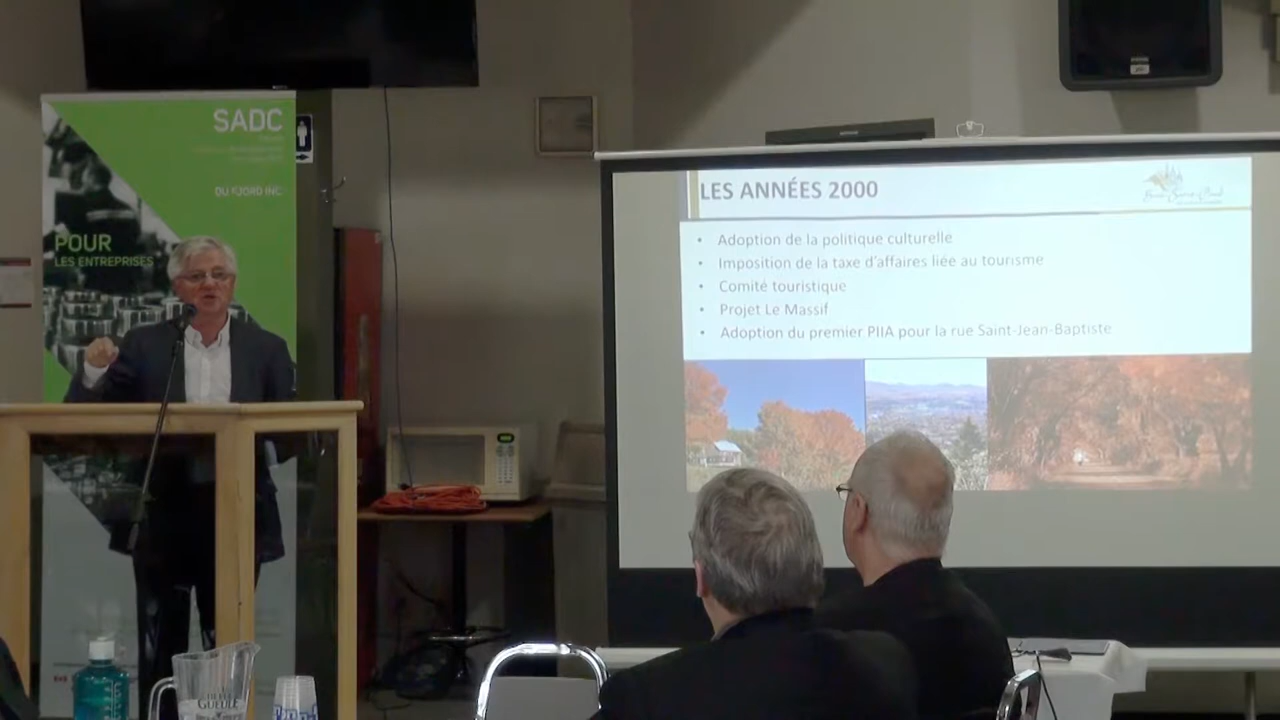 SADC
DU FJORD INC.
POUR
LES ENTREPRISES
LES ANNÉES 2000
• Adoption de la politique culturelle
• Imposition de la taxe d'affaires liée au tourisme
• Comité touristique
• Projet Le Massif
• Adoption du premier PIIA pour la rue Saint-Jean-Baptiste
GUEULE